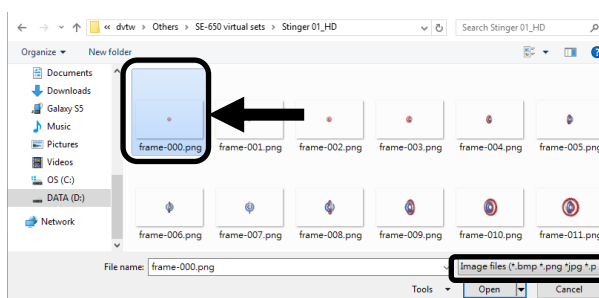 « dvtw › Others › SE-650 virtual sets › Stinger 01_HD
Search Stinger 01_HD
Organize
New folder
Documents
Downloads
Galaxy S5
Music
Pictures
Videos
OS (C:)
DATA (D:)
Network
frame-000.png frame-001.png frame-002.png frame-003.png frame-004.png frame-005.png
frame-006.png frame-007.png frame-008.png frame-009.png frame-010.png frame-011.png
File name: frame-000.png
Image files (*.bmp *.png *jpg *.p
Tools Open Cancel